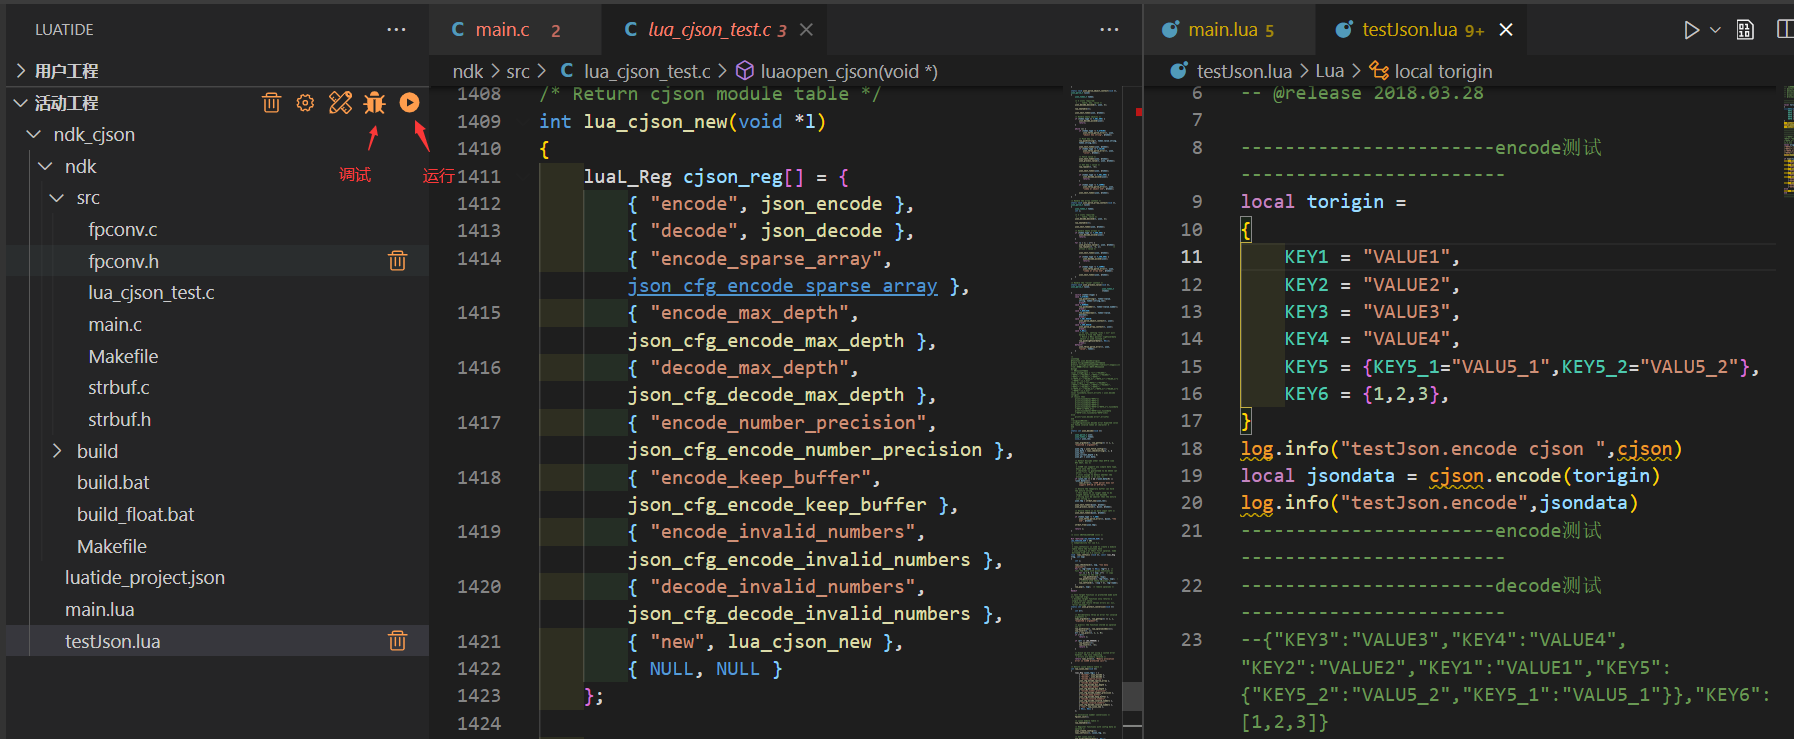 LUATIDE
用户工程
活动工程
ndk_cjson
ndk
调试
运行
src
fpconv.c
fpconv.h
lua_cjson_test.c
main.c
Makefile
strbuf.c
strbuf.h
build
build.bat
build_float.bat
Makefile
luatide_project.json
main.lua
testJson.lua
main.c 2
lua_cjson_test.c 3
ndk > src > C lua_cjson_test.c > luaopen_cjson(void *)
1408 /* Return cjson module table */
1409 int lua_cjson_new(void *l)
1410 {
1411 luaL_Reg cjson_reg[] = {
1412 { "encode", json_encode },
1413 { "decode", json_decode },
1414 { "encode_sparse_array",
json_cfg_encode_sparse_array },
1415 { "encode_max_depth",
json_cfg_encode_max_depth },
1416 { "decode_max_depth",
json_cfg_decode_max_depth },
1417 { "encode_number_precision",
json_cfg_encode_number_precision },
1418 { "encode_keep_buffer",
json_cfg_encode_keep_buffer },
1419 { "encode_invalid_numbers",
json_cfg_encode_invalid_numbers },
1420 { "decode_invalid_numbers",
json_cfg_decode_invalid_numbers },
1421 { "new", lua_cjson_new },
1422 { NULL, NULL }
1423 };
1424
main.lua 5
testJson.lua 9+
testJson.lua > Lua > local torigin
6 -- @release 2018.03.28
7
8 -----------------------encode测试
------------------------
9 local torigin =
10 {
11 KEY1 = "VALUE1",
12 KEY2 = "VALUE2",
13 KEY3 = "VALUE3",
14 KEY4 = "VALUE4",
15 KEY5 = {KEY5_1="VALU5_1",KEY5_2="VALU5_2"},
16 KEY6 = {1,2,3},
17 }
18 log.info("testJson.encode cjson ",cjson)
19 local jsondata = cjson.encode(torigin)
20 log.info("testJson.encode",jsondata)
21 -----------------------encode测试
------------------------
22 -----------------------decode测试
------------------------
23 --{"KEY3":"VALUE3","KEY4":"VALUE4",
"KEY2":"VALUE2","KEY1":"VALUE1","KEY5":
{"KEY5_2":"VALU5_2","KEY5_1":"VALU5_1"}},"KEY6":
[1,2,3]}